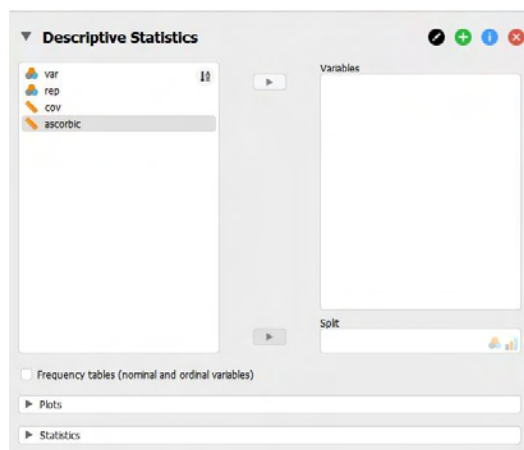 Descriptive Statistics
var
rep
cov
ascorbic
Variables
Split
Frequency tables (nominal and ordinal variables)
Plots
Statistics